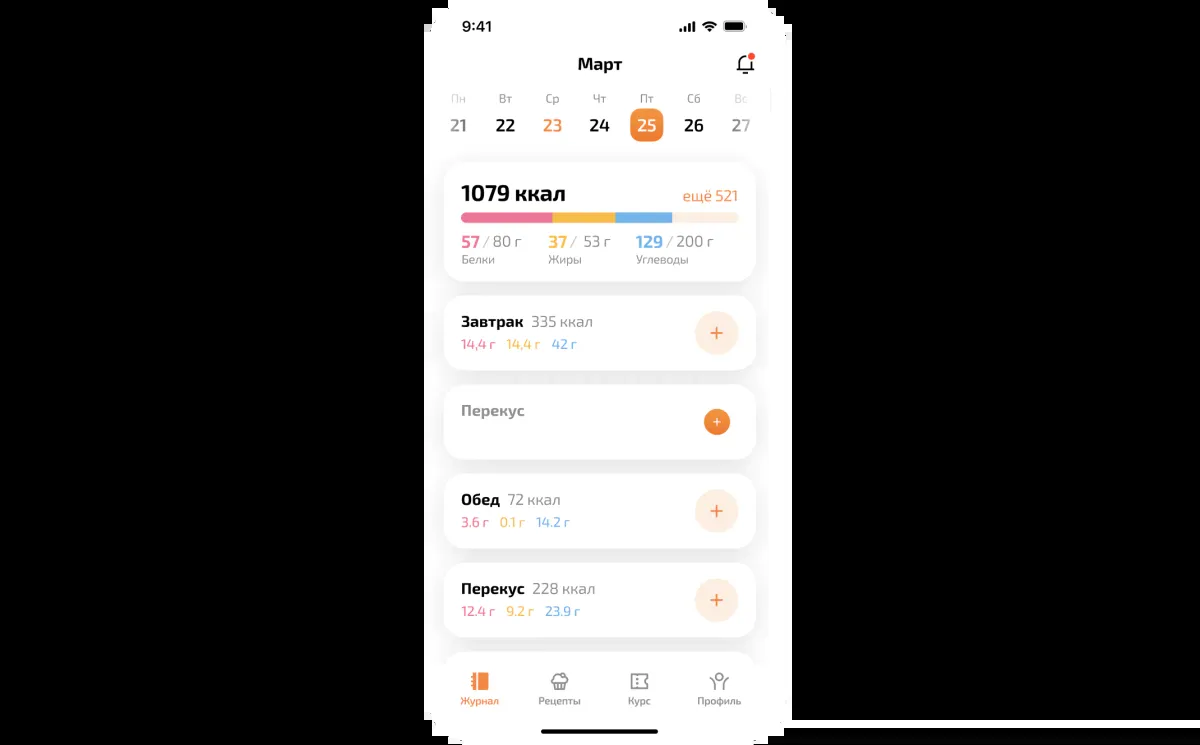 9:41
Март
Пн Вт Ср Чт Пт Сб Вс
21 22 23 24 25 26 27
1079 ккал ещё 521
57 / 80 г 37 / 53 г 129 / 200 г
Белки Жиры Углеводы
Завтрак 335 ккал
14,4 г 14,4 г 42 г
+
Перекус
+
Обед 72 ккал
3.6 г 0.1 г 14.2 г
+
Перекус 228 ккал
12.4 г 9.2 г 23.9 г
+
Журнал Рецепты Курс Профиль